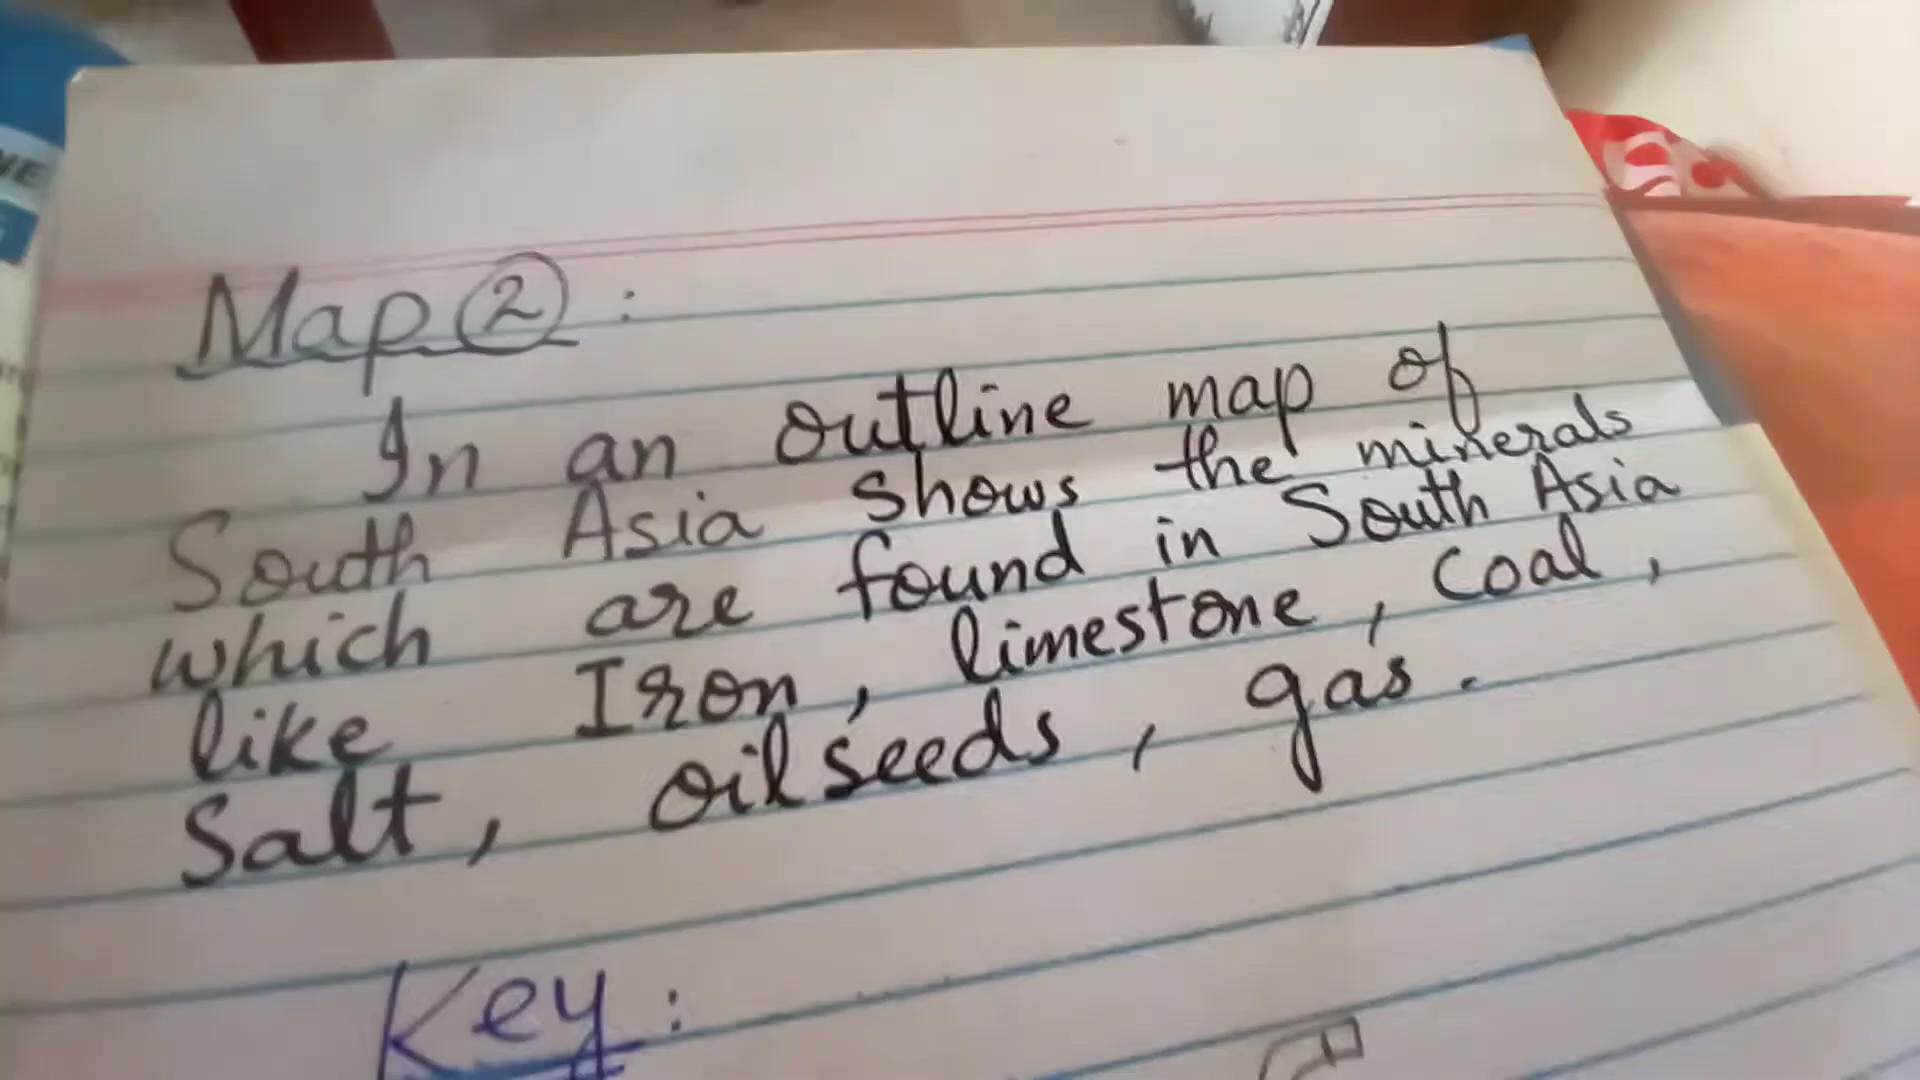 Map ② :
In an outline map of
South Asia shows the minerals
which are found in South Asia
like Iron, limestone, coal,
Salt, oilseeds, gas.
Key:
NE